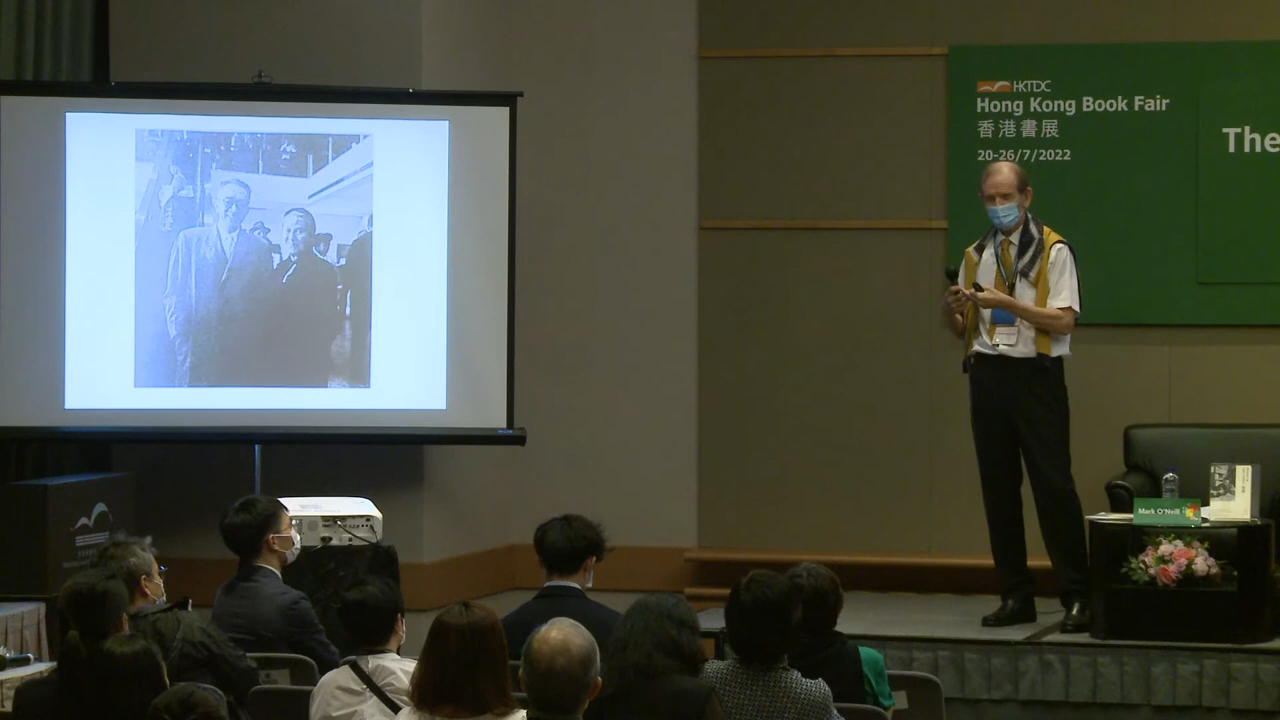 HKTDC
Hong Kong Book Fair
香港書展
20-26/7/2022
The
Mark O'Neill